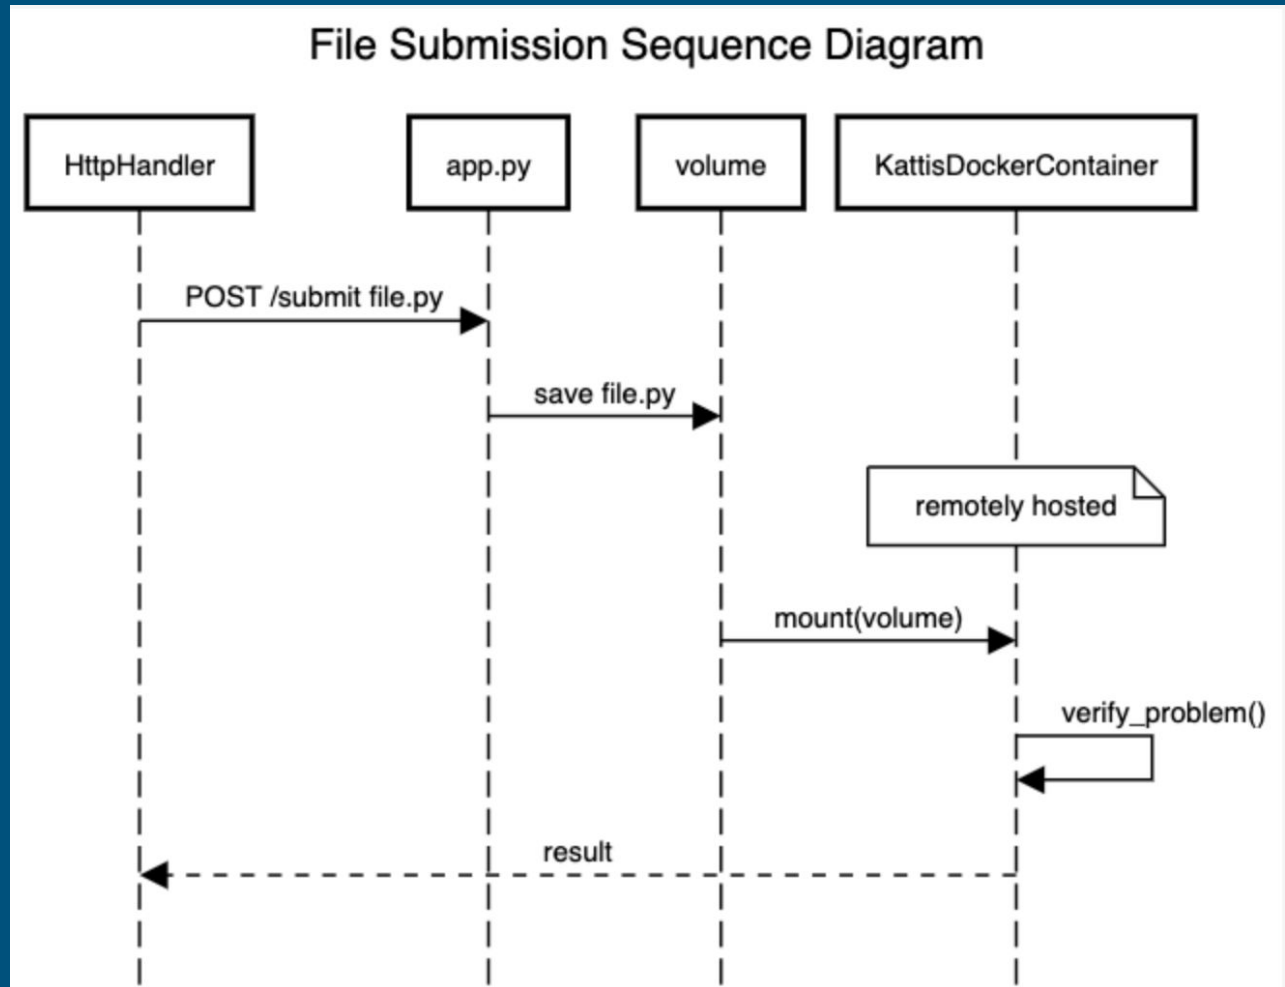 File Submission Sequence Diagram
HttpHandler
app.py
volume
KattisDockerContainer
POST /submit file.py
save file.py
remotely hosted
mount(volume)
verify_problem()
result